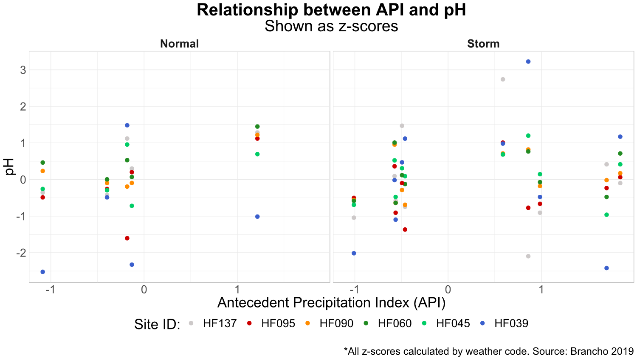 Relationship between API and pH
Shown as z-scores
Normal
Storm
pH
3
2
1
0
-1
-2
-1
0
1
-1
0
1
Antecedent Precipitation Index (API)
Site ID: HF137 HF095 HF090 HF060 HF045 HF039
*All z-scores calculated by weather code. Source: Brancho 2019